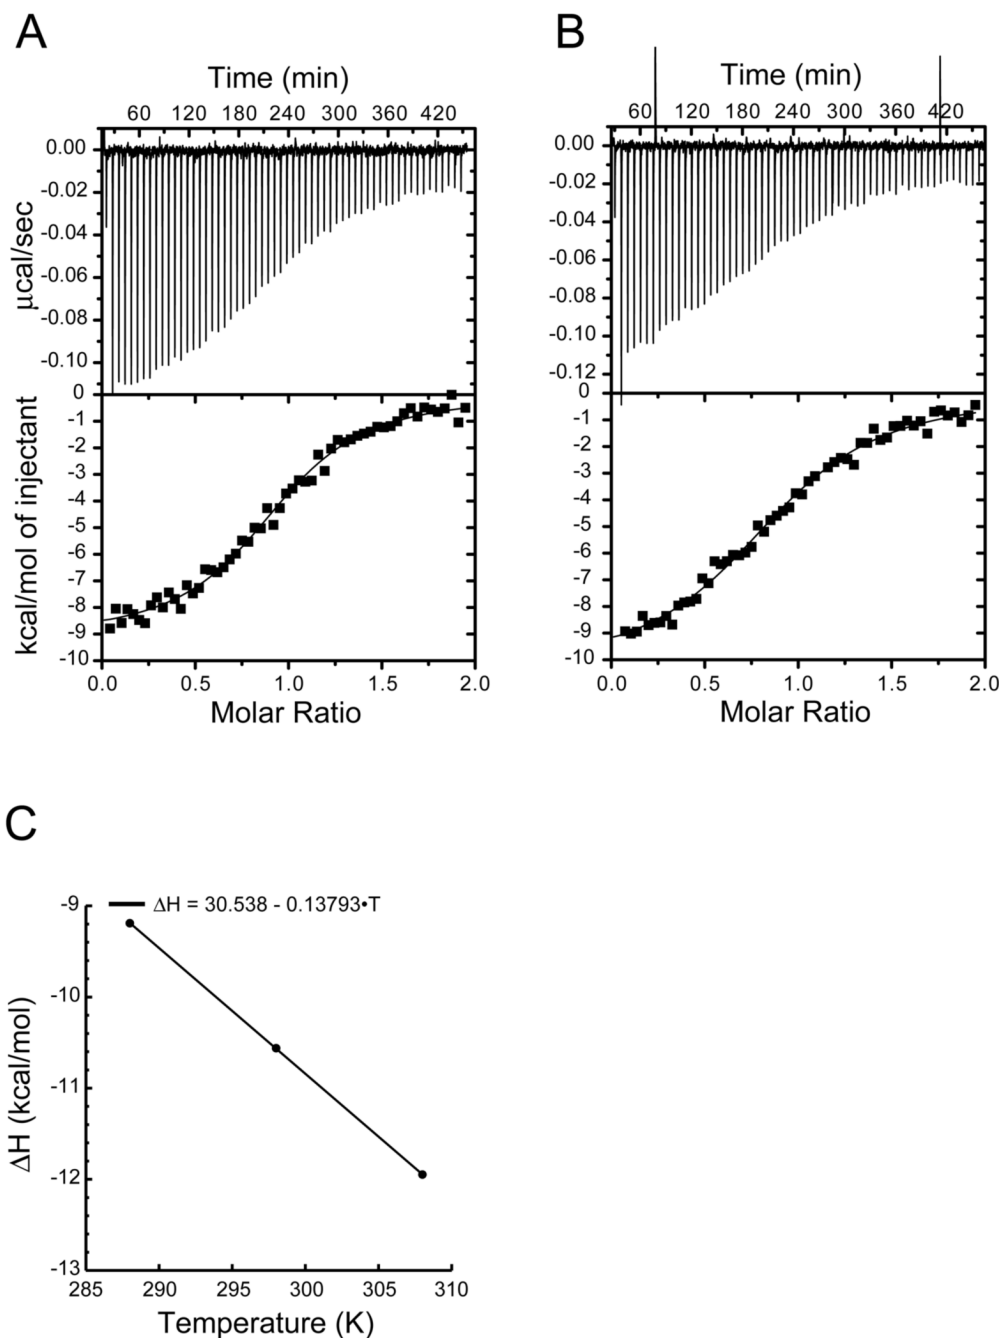 A
Time (min)
60 120 180 240 300 360 420
0.00
-0.02
-0.04
-0.06
-0.08
-0.10
μcal/sec
0
-1
-2
-3
-4
-5
-6
-7
-8
-9
-10
kcal/mol of injectant
0.0 0.5 1.0 1.5 2.0
Molar Ratio
B
Time (min)
60 120 180 240 300 360 420
0.00
-0.02
-0.04
-0.06
-0.08
-0.10
-0.12
0
-1
-2
-3
-4
-5
-6
-7
-8
-9
-10
0.0 0.5 1.0 1.5 2.0
Molar Ratio
C
ΔH = 30.538 - 0.13793•T
-9
-10
-11
-12
-13
ΔH (kcal/mol)
285 290 295 300 305 310
Temperature (K)